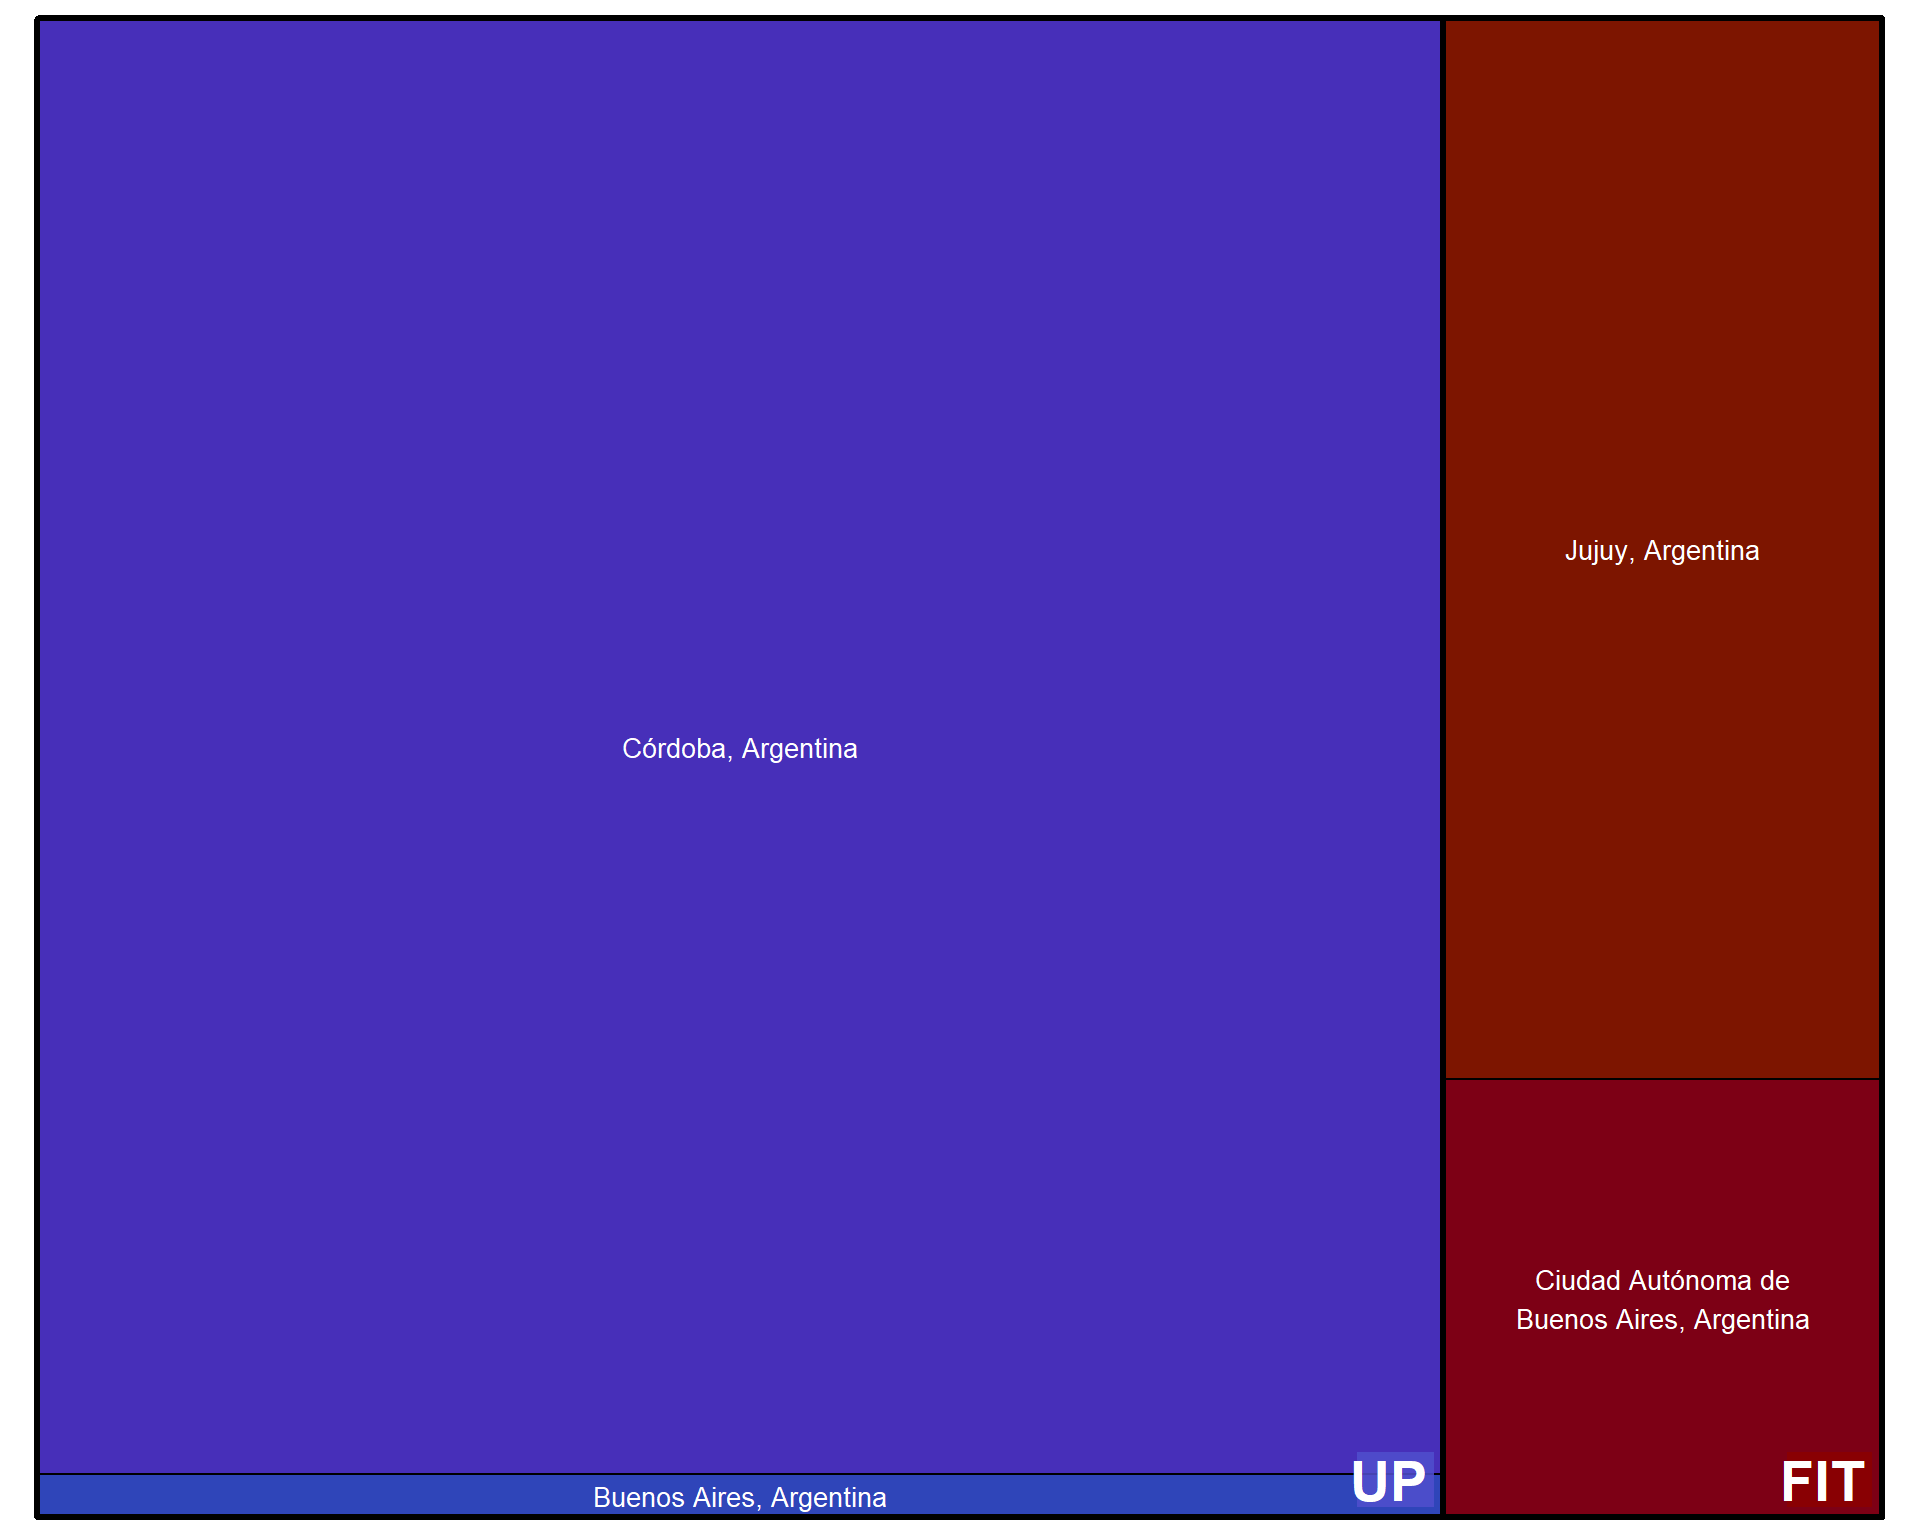 Córdoba, Argentina
Buenos Aires, Argentina
UP
Jujuy, Argentina
Ciudad Autónoma de
Buenos Aires, Argentina
FIT